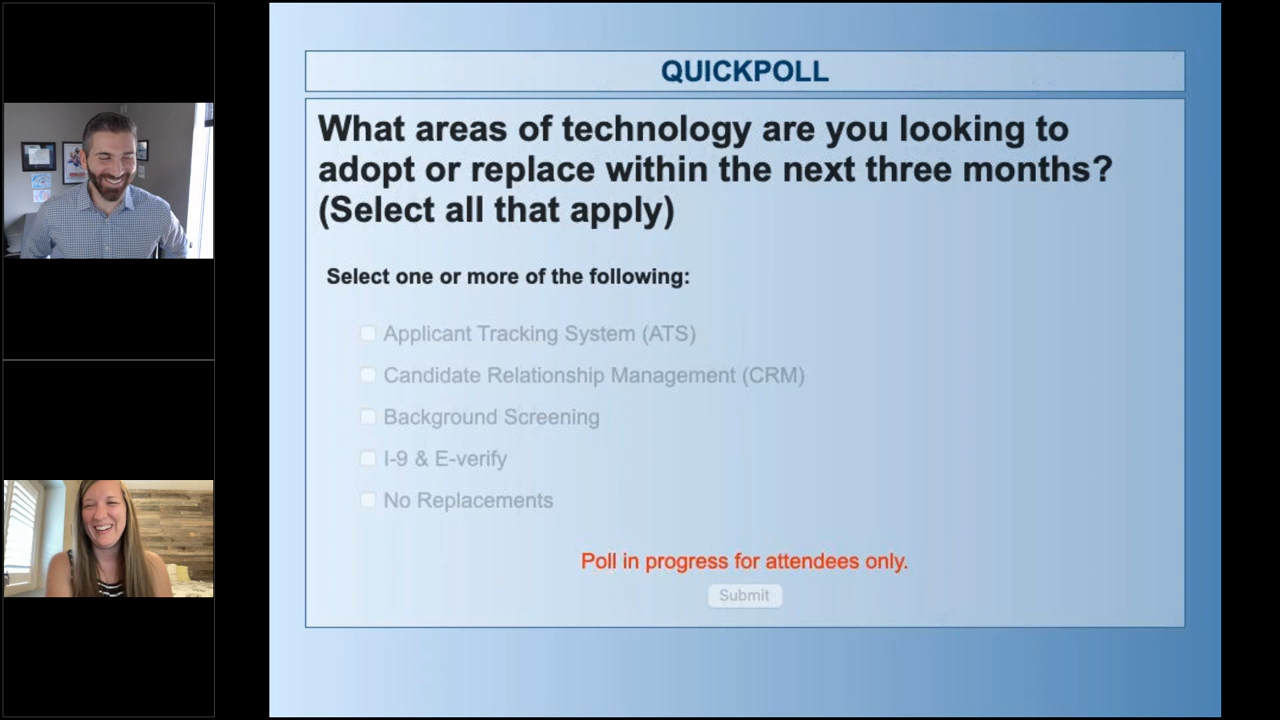 QUICKPOLL
What areas of technology are you looking to
adopt or replace within the next three months?
(Select all that apply)
Select one or more of the following:
Applicant Tracking System (ATS)
Candidate Relationship Management (CRM)
Background Screening
I-9 & E-verify
No Replacements
Poll in progress for attendees only.
Submit